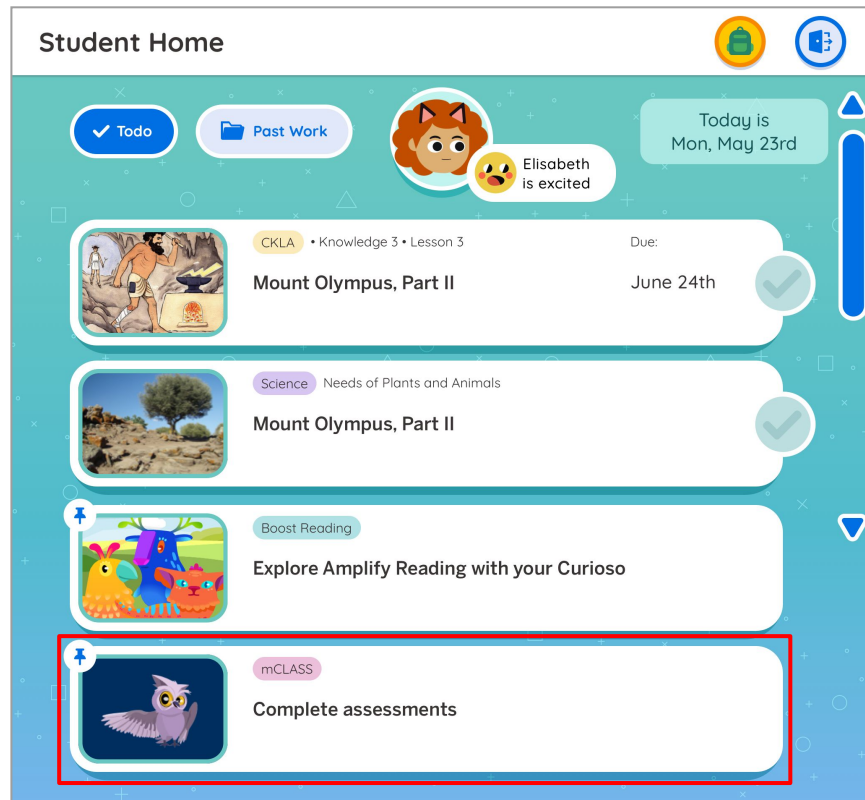 Student Home
Todo
Past Work
Elisabeth
is excited
Today is
Mon, May 23rd
CKLA • Knowledge 3 • Lesson 3
Due:
Mount Olympus, Part II
June 24th
Science Needs of Plants and Animals
Mount Olympus, Part II
Boost Reading
Explore Amplify Reading with your Curioso
mCLASS
Complete assessments